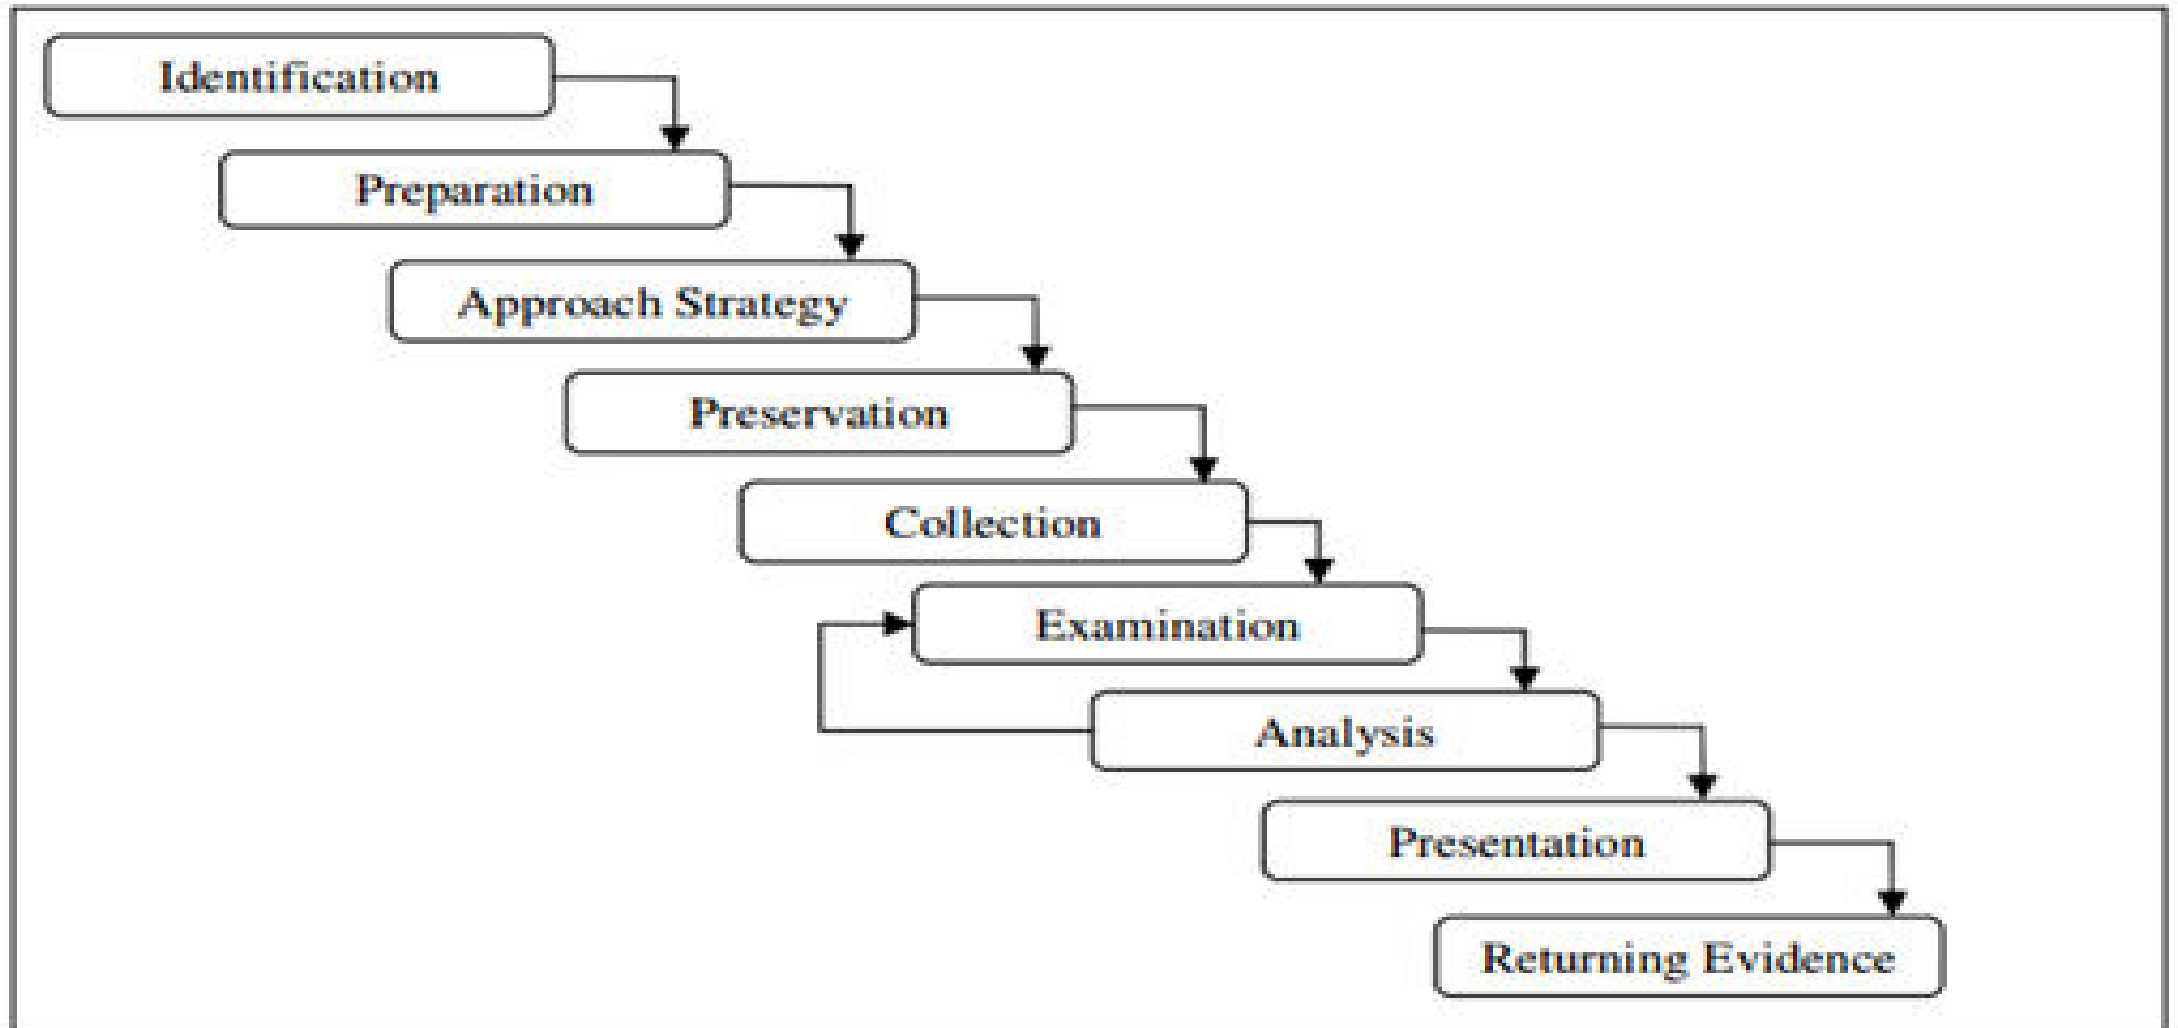 Identification
Preparation
Approach Strategy
Preservation
Collection
Examination
Analysis
Presentation
Returning Evidence